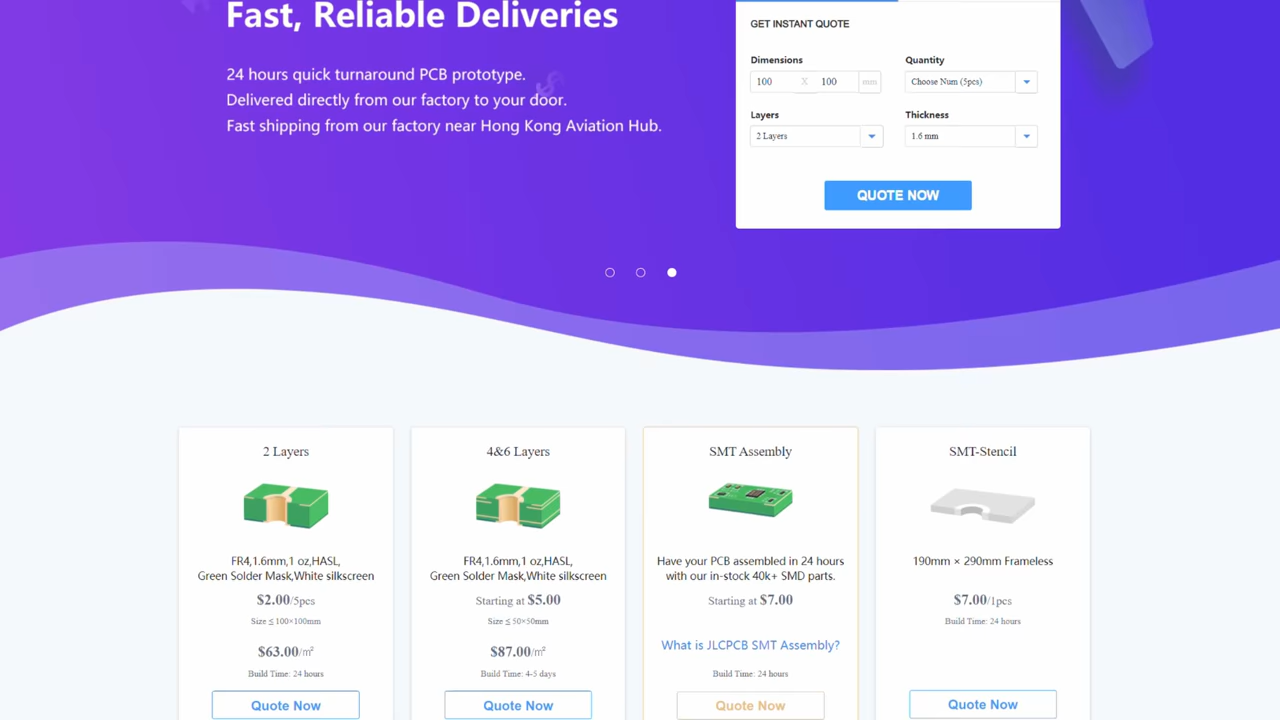 Fast, Reliable Deliveries
24 hours quick turnaround PCB prototype.
Delivered directly from our factory to your door.
Fast shipping from our factory near Hong Kong Aviation Hub.
GET INSTANT QUOTE
Dimensions
Quantity
100 X 100 mm
Choose Num (5pcs)
Layers
Thickness
2 Layers
1.6 mm
QUOTE NOW
2 Layers
FR4,1.6mm,1 oz,HASL,
Green Solder Mask,White silkscreen
$2.00/5pcs
Size ≤ 100×100mm
$63.00/m²
Build Time: 24 hours
Quote Now
4&6 Layers
FR4,1.6mm,1 oz,HASL,
Green Solder Mask,White silkscreen
Starting at $5.00
Size ≤ 50×50mm
$87.00/m²
Build Time: 4-5 days
Quote Now
SMT Assembly
Have your PCB assembled in 24 hours
with our in-stock 40k+ SMD parts.
Starting at $7.00
What is JLCPCB SMT Assembly?
Build Time: 24 hours
Quote Now
SMT-Stencil
190mm × 290mm Frameless
$7.00/1pcs
Build Time: 24 hours
Quote Now